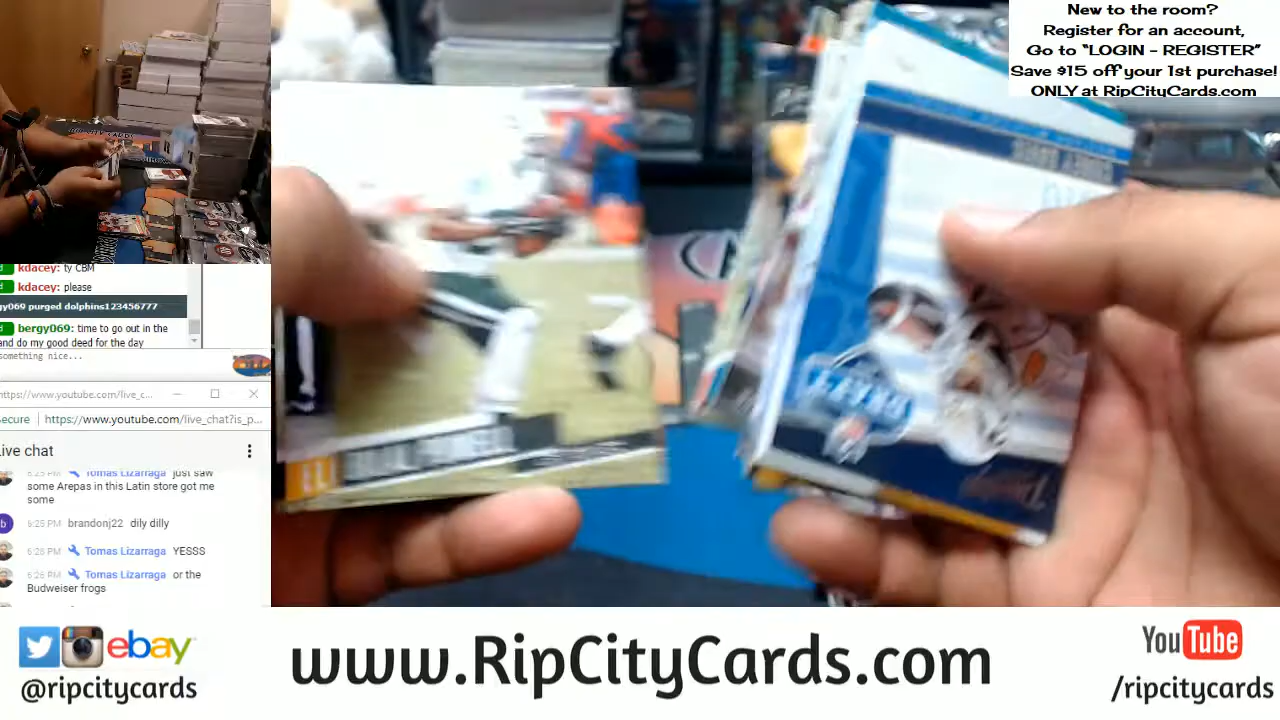 New to the room?
Register for an account,
Go to “LOGIN – REGISTER”
Save $15 off your 1st purchase!
ONLY at RipCityCards.com
kdacey: ty CBM
kdacey: please
gy069 purged dolphins123456777
bergy069: time to go out in the
and do my good deed for the day
something nice...
https://www.youtube.com/live_c...
ecure https://www.youtube.com/live_chat?is_p...
ive chat
6:25 PM Tomas Lizarraga just saw
some Arepas in this Latin store got me
some
b 6:25 PM brandonj22 dily dilly
Tomas Lizarraga YESSS
Tomas Lizarraga or the
Budweiser frogs
ebay
@ripcitycards
www.RipCityCards.com
YouTube
/ripcitycards